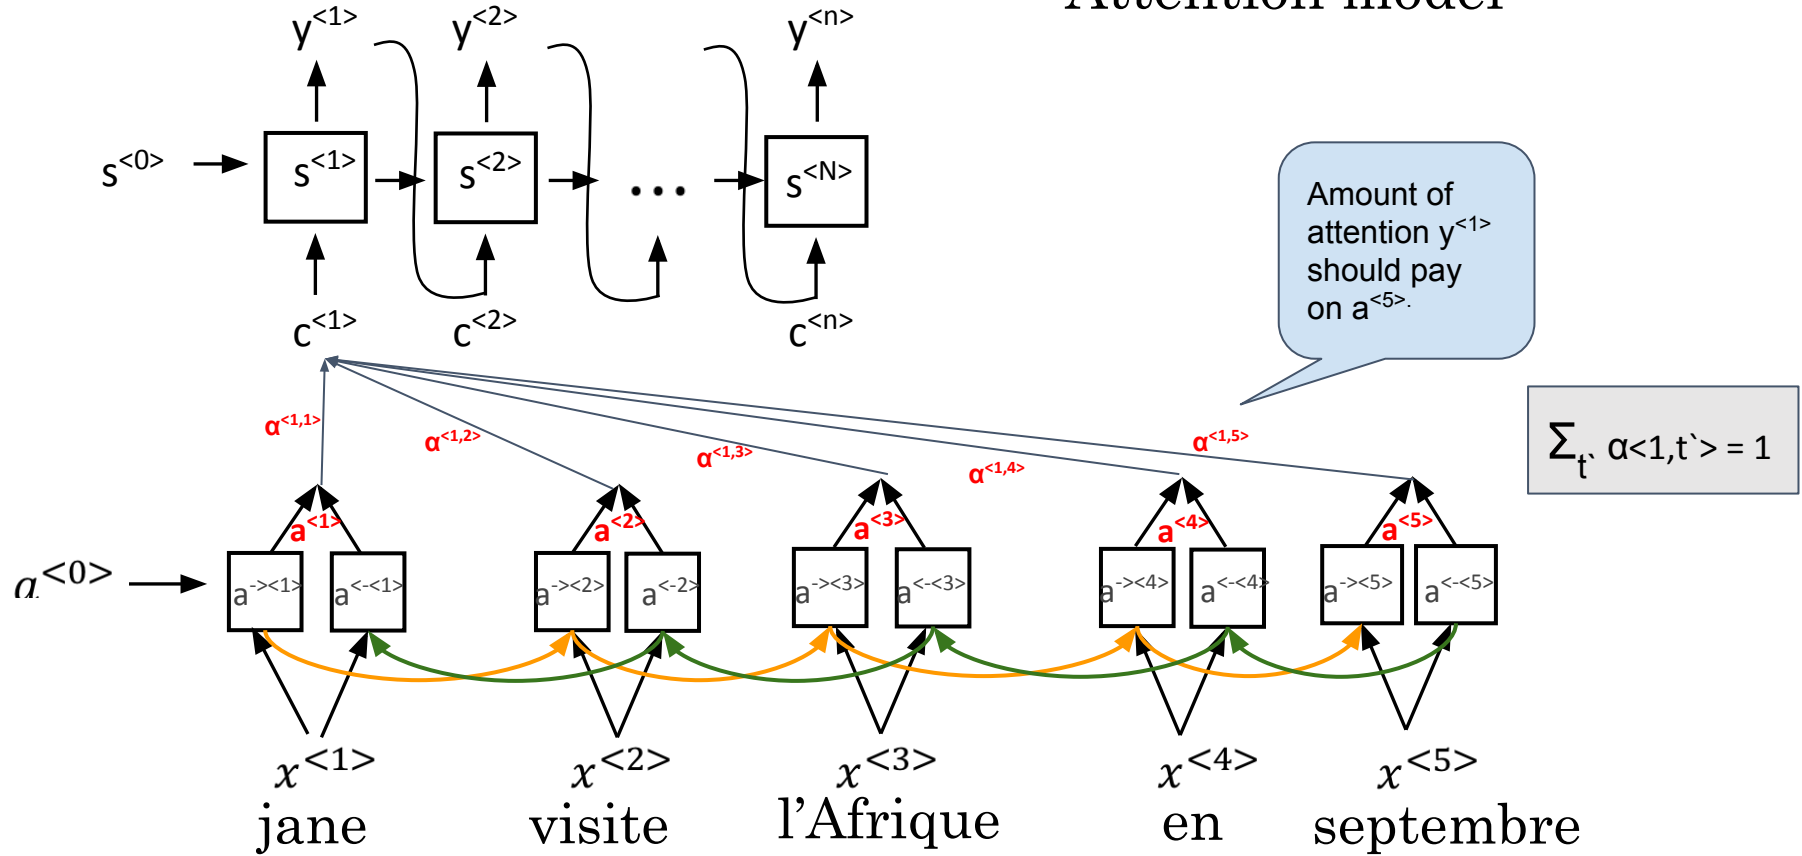 Attention model
y<1> y<2> y<n>
s<0> s<1> s<2> ... s<N>
c<1> c<2> c<n>
Amount of
attention y<1>
should pay
on a<5>.
α<1,1> α<1,2> α<1,3> α<1,4> α<1,5>
Σt` α<1,t`> = 1
a<1> a<2> a<3> a<4> a<5>
a<0> a-><1> a<-<1> a-><2> a<-2> a-><3> a<-<3> a-><4> a<-<4> a-><5> a<-<5>
x<1> x<2> x<3> x<4> x<5>
jane visite l’Afrique en septembre